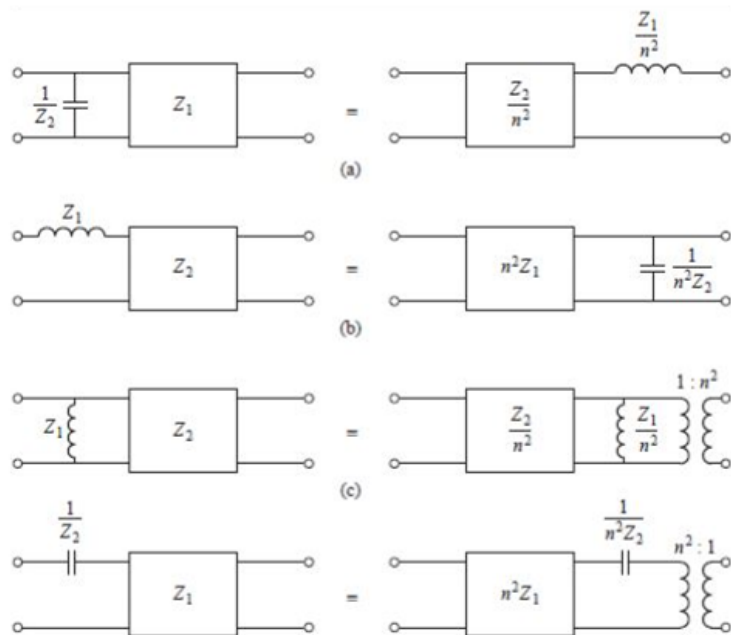 1/Z₂ Z₁ = Z₂/n² Z₁/n²
(a)
Z₁ Z₂ = n²Z₁ 1/n²Z₂
(b)
Z₁ Z₂ = Z₂/n² Z₁/n² 1 : n²
(c)
1/Z₂ Z₁ = n²Z₁ 1/n²Z₂ n² : 1